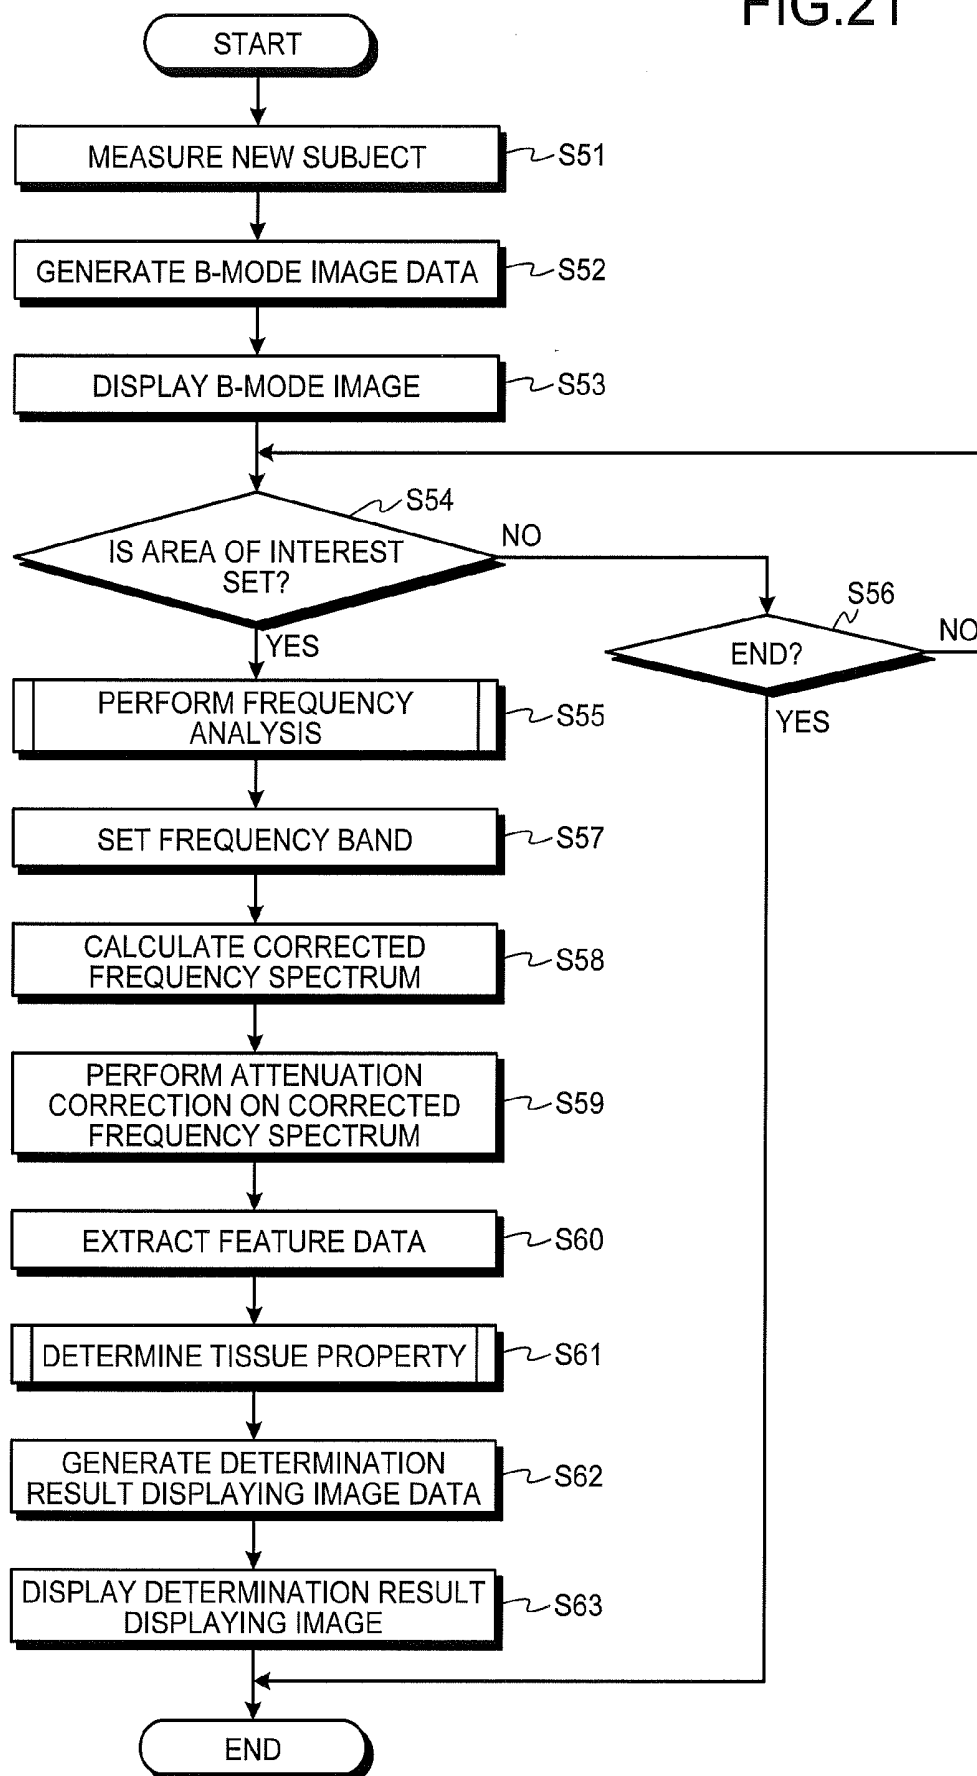 FIG.21
START
MEASURE NEW SUBJECT
S51
GENERATE B-MODE IMAGE DATA
S52
DISPLAY B-MODE IMAGE
S53
S54
IS AREA OF INTEREST
SET?
NO
YES
S56
END?
NO
YES
PERFORM FREQUENCY
ANALYSIS
S55
SET FREQUENCY BAND
S57
CALCULATE CORRECTED
FREQUENCY SPECTRUM
S58
PERFORM ATTENUATION
CORRECTION ON CORRECTED
FREQUENCY SPECTRUM
S59
EXTRACT FEATURE DATA
S60
DETERMINE TISSUE PROPERTY
S61
GENERATE DETERMINATION
RESULT DISPLAYING IMAGE DATA
S62
DISPLAY DETERMINATION RESULT
DISPLAYING IMAGE
S63
END